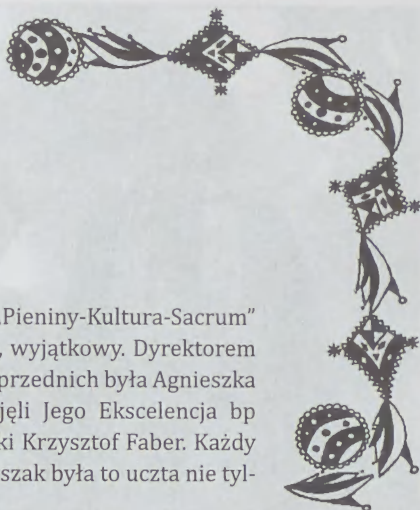 Pieniny-Kultura-Sacrum”
, wyjątkowy. Dyrektorem
przednich była Agnieszka
jęli Jego Ekscelencja bp
ki Krzysztof Faber. Każdy
szak była to uczta nie tyl-